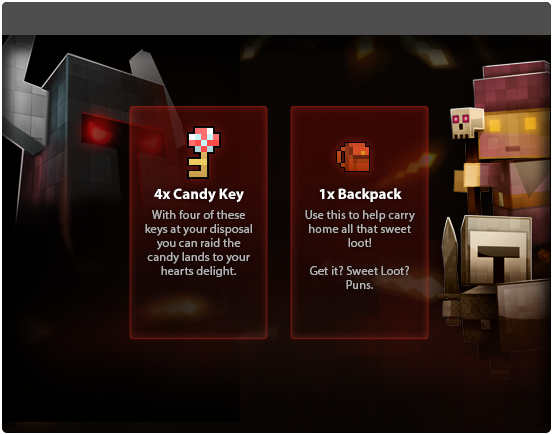 4x Candy Key
With four of these
keys at your disposal
you can raid the
candy lands to your
hearts delight.
1x Backpack
Use this to help carry
home all that sweet
loot!
Get it? Sweet Loot?
Puns.